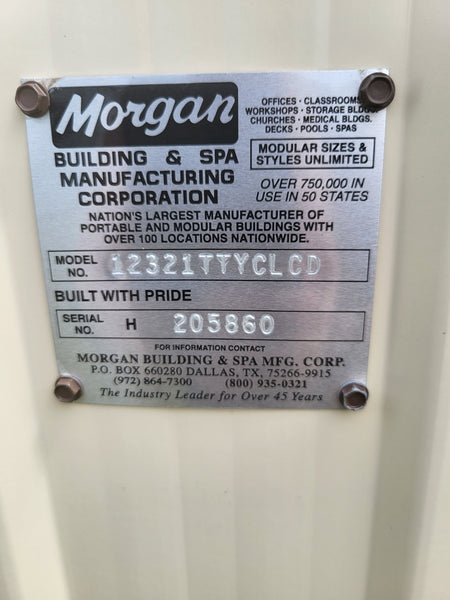 Morgan
OFFICES · CLASSROOMS
WORKSHOPS · STORAGE BLDGS.
CHURCHES · MEDICAL BLDGS.
DECKS · POOLS · SPAS
BUILDING & SPA
MANUFACTURING
CORPORATION
MODULAR SIZES &
STYLES UNLIMITED
OVER 750,000 IN
USE IN 50 STATES
NATION'S LARGEST MANUFACTURER OF
PORTABLE AND MODULAR BUILDINGS WITH
OVER 100 LOCATIONS NATIONWIDE.
MODEL NO. 12321TTYCLCD
BUILT WITH PRIDE
SERIAL NO. H 205860
FOR INFORMATION CONTACT
MORGAN BUILDING & SPA MFG. CORP.
P.O. BOX 660280 DALLAS, TX, 75266-9915
(972) 864-7300 (800) 935-0321
The Industry Leader for Over 45 Years